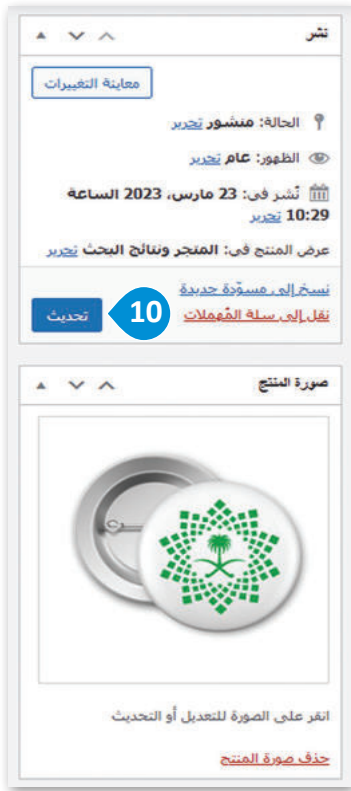 نشر
معاينة التغييرات
الحالة: منشور تحرير
الظهور: عام تحرير
نُشر في: 23 مارس، 2023 الساعة
10:29 تحرير
عرض المنتج في: المتجر ونتائج البحث تحرير
نسخ إلى مسوّدة جديدة
نقل إلى سلة المُهملات
10
تحديث
صورة المنتج
انقر على الصورة للتعديل أو التحديث
حذف صورة المنتج